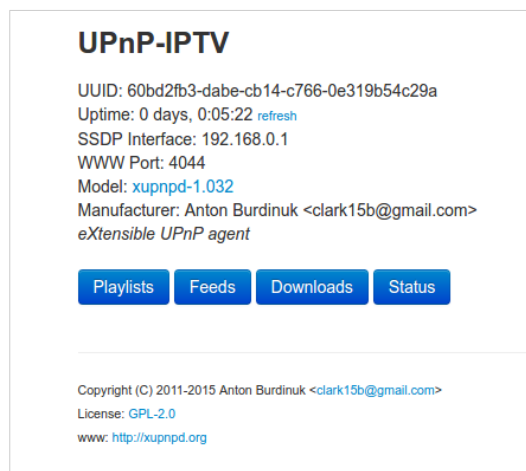 UPnP-IPTV
UUID: 60bd2fb3-dabe-cb14-c766-0e319b54c29a
Uptime: 0 days, 0:05:22 refresh
SSDP Interface: 192.168.0.1
WWW Port: 4044
Model: xupnpd-1.032
Manufacturer: Anton Burdinuk <clark15b@gmail.com>
eXtensible UPnP agent
Playlists Feeds Downloads Status
Copyright (C) 2011-2015 Anton Burdinuk <clark15b@gmail.com>
License: GPL-2.0
www: http://xupnpd.org